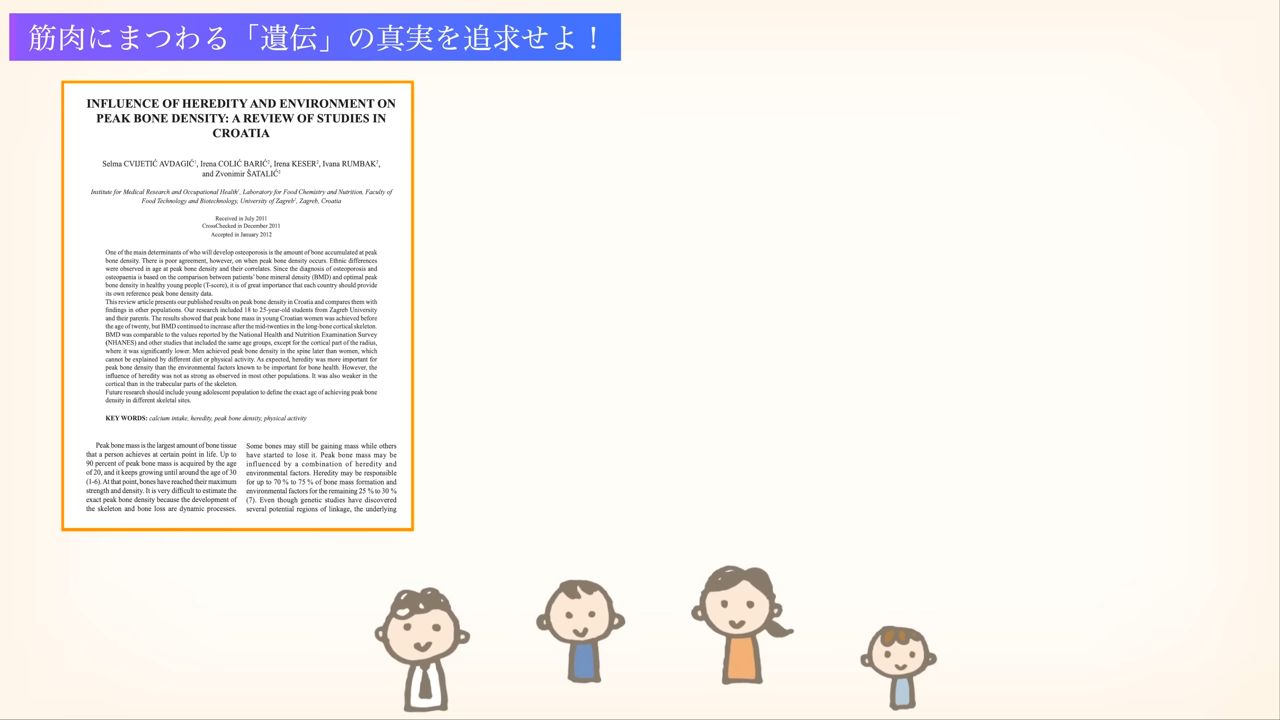 筋肉にまつわる「遺伝」の真実を追求せよ！
INFLUENCE OF HEREDITY AND ENVIRONMENT ON
PEAK BONE DENSITY: A REVIEW OF STUDIES IN
CROATIA
Selma CVIJETIĆ AVDAGIĆ¹, Irena COLIĆ BARIĆ², Irena KESER², Ivana RUMBAK²,
and Zvonimir ŠATALIĆ²
Institute for Medical Research and Occupational Health¹, Laboratory for Food Chemistry and Nutrition, Faculty of
Food Technology and Biotechnology, University of Zagreb², Zagreb, Croatia
Received in July 2011
CrossChecked in December 2011
Accepted in January 2012
One of the main determinants of who will develop osteoporosis is the amount of bone accumulated at peak
bone density. There is poor agreement, however, on when peak bone density occurs. Ethnic differences
were observed in age at peak bone density and their correlates. Since the diagnosis of osteoporosis and
osteopaenia is based on the comparison between patients' bone mineral density (BMD) and optimal peak
bone density in healthy young people (T-score), it is of great importance that each country should provide
its own reference peak bone density data.
This review article presents our published results on peak bone density in Croatia and compares them with
findings in other populations. Our research included 18 to 25-year-old students from Zagreb University
and their parents. The results showed that peak bone mass in young Croatian women was achieved before
the age of twenty, but BMD continued to increase after the mid-twenties in the long-bone cortical skeleton.
BMD was comparable to the values reported by the National Health and Nutrition Examination Survey
(NHANES) and other studies that included the same age groups, except for the cortical part of the radius,
where it was significantly lower. Men achieved peak bone density in the spine later than women, which
cannot be explained by different diet or physical activity. As expected, heredity was more important for
peak bone density than the environmental factors known to be important for bone health. However, the
influence of heredity was not as strong as observed in most other populations. It was also weaker in the
cortical than in the trabecular parts of the skeleton.
Future research should include young adolescent population to define the exact age of achieving peak bone
density in different skeletal sites.
KEY WORDS: calcium intake, heredity, peak bone density, physical activity
Peak bone mass is the largest amount of bone tissue
that a person achieves at certain point in life. Up to
90 percent of peak bone mass is acquired by the age
of 20, and it keeps growing until around the age of 30
(1-6). At that point, bones have reached their maximum
strength and density. It is very difficult to estimate the
exact peak bone density because the development of
the skeleton and bone loss are dynamic processes.
Some bones may still be gaining mass while others
have started to lose it. Peak bone mass may be
influenced by a combination of heredity and
environmental factors. Heredity may be responsible
for up to 70 % to 75 % of bone mass formation and
environmental factors for the remaining 25 % to 30 %
(7). Even though genetic studies have discovered
several potential regions of linkage, the underlying